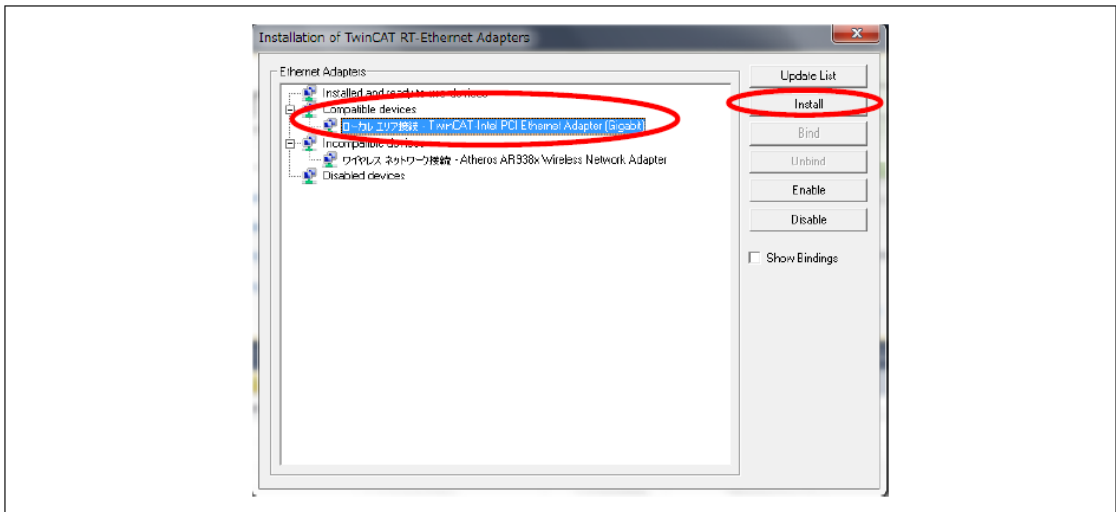 Installation of TwinCAT RT-Ethernet Adapters
Ethernet Adapters
Installed and ready to use devices
Compatible devices
ローカル エリア接続 - TwinCAT-Intel PCI Ethernet Adapter (Gigabit)
Incompatible devices
ワイヤレス ネットワーク接続 - Atheros AR938x Wireless Network Adapter
Disabled devices
Update List
Install
Bind
Unbind
Enable
Disable
Show Bindings